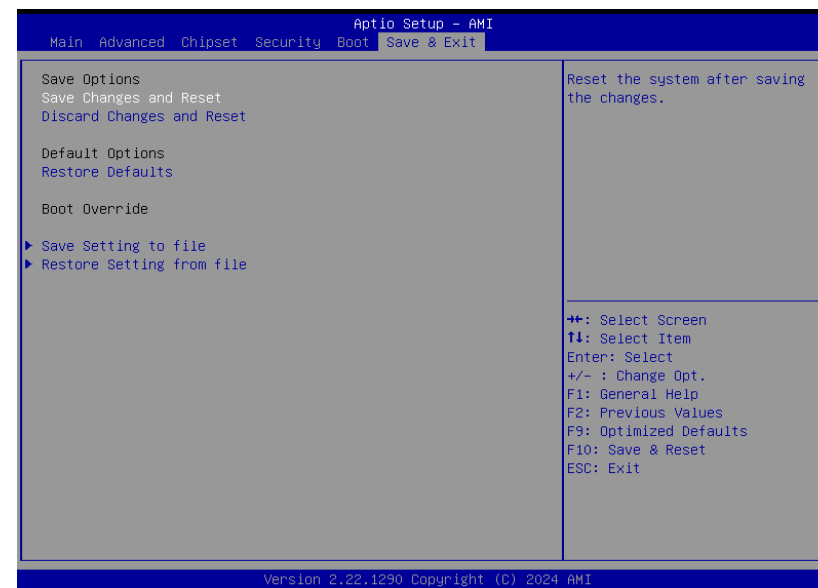 Aptio Setup – AMI
Main Advanced Chipset Security Boot Save & Exit
Save Options
Save Changes and Reset
Discard Changes and Reset
Default Options
Restore Defaults
Boot Override
Save Setting to file
Restore Setting from file
Reset the system after saving
the changes.
→←: Select Screen
↑↓: Select Item
Enter: Select
+/- : Change Opt.
F1: General Help
F2: Previous Values
F9: Optimized Defaults
F10: Save & Reset
ESC: Exit
Version 2.22.1290 Copyright (C) 2024 AMI